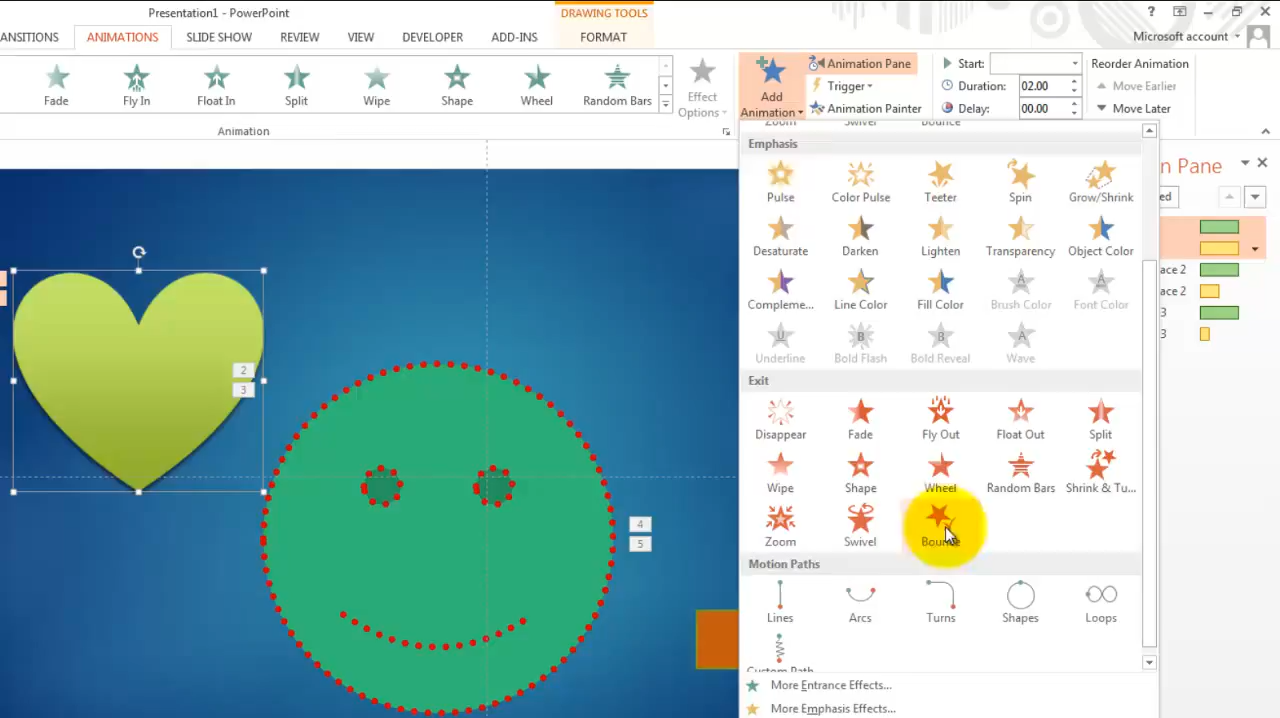 Presentation1 - PowerPoint
DRAWING TOOLS
?
ANSITIONS ANIMATIONS SLIDE SHOW REVIEW VIEW DEVELOPER ADD-INS FORMAT
Microsoft account
Fade Fly In Float In Split Wipe Shape Wheel Random Bars
Effect Options
Add Animation
Animation Pane
Trigger
Animation Painter
Start:
Duration: 02.00
Delay: 00.00
Reorder Animation
Move Earlier
Move Later
Animation
Zoom Swivel Bounce
Emphasis
Pulse Color Pulse Teeter Spin Grow/Shrink
Desaturate Darken Lighten Transparency Object Color
Compleme... Line Color Fill Color Brush Color Font Color
Underline Bold Flash Bold Reveal Wave
Exit
Disappear Fade Fly Out Float Out Split
Wipe Shape Wheel Random Bars Shrink & Tu...
Zoom Swivel Bounce
Motion Paths
Lines Arcs Turns Shapes Loops
Custom Path
More Entrance Effects...
More Emphasis Effects...
n Pane
ed
ace 2
ace 2
3
3
2
3
4
5